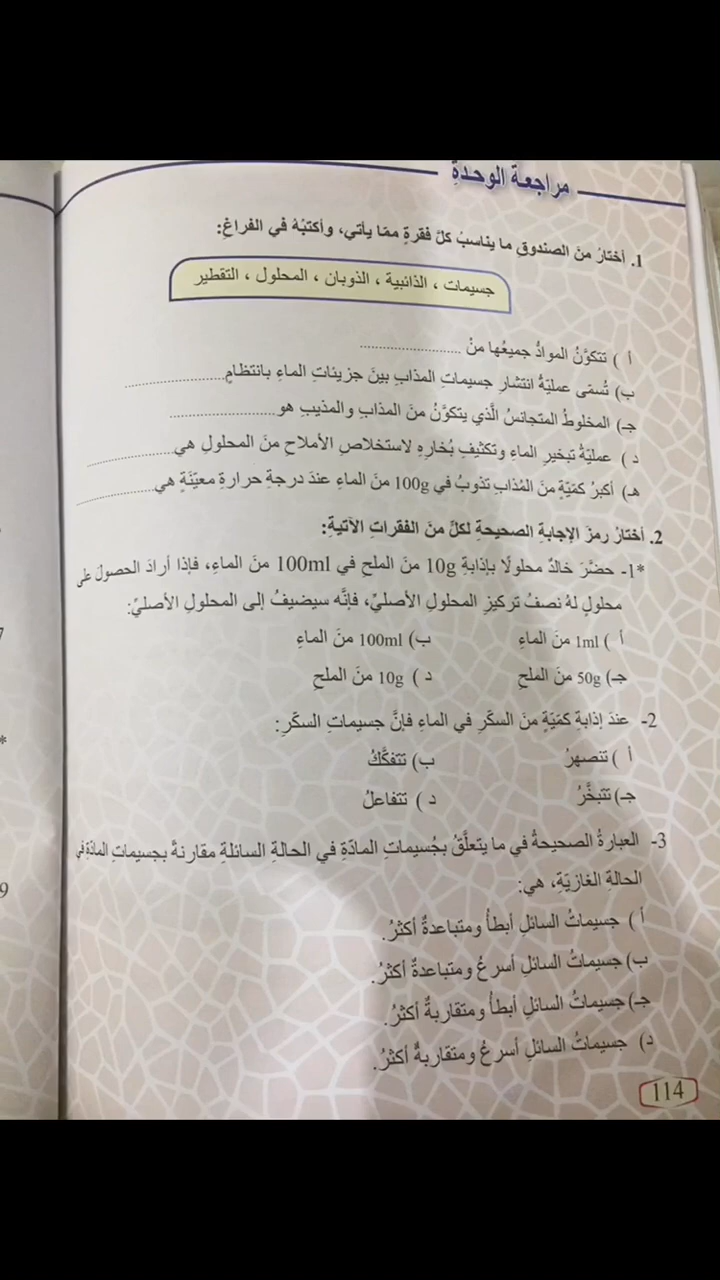 مراجعة الوحدةِ
1. أختارُ منَ الصندوقِ ما يناسبُ كلَّ فقرةٍ ممّا يأتي، وأكتبُهُ في الفراغِ:
جسيمات ، الذائبية ، الذوبان ، المحلول ، التقطير
أ ) تتكوَّنُ الموادُّ جميعُها منْ ......................
ب) تُسمّى عمليّةُ انتشارِ جسيماتِ المذابِ بينَ جزيئاتِ الماءِ بانتظامٍ......................
جـ) المخلوطُ المتجانسُ الَّذي يتكوَّنُ منَ المذابِ والمذيبِ هو......................
د ) عمليّةُ تبخيرِ الماءِ وتكثيفِ بُخارِهِ لاستخلاصِ الأملاحِ منَ المحلولِ هي......................
هـ) أكبرُ كميّةٍ منَ المُذابِ تذوبُ في 100g منَ الماءِ عندَ درجةِ حرارةٍ معيّنَةٍ هي......................
2. أختارُ رمزَ الإجابةِ الصحيحةِ لكلٍّ منَ الفقراتِ الآتيةِ:
*1- حضَّرَ خالدٌ محلولًا بإذابةِ 10g منَ الملحِ في 100ml منَ الماءِ، فإذا أرادَ الحصولَ على
محلولٍ لهُ نصفُ تركيزِ المحلولِ الأصليِّ، فإنَّه سيضيفُ إلى المحلولِ الأصليِّ:
أ ) 1ml منَ الماءِ ب) 100ml منَ الماءِ
جـ) 50g منَ الملحِ د ) 10g منَ الملحِ
2- عندَ إذابةِ كميّةٍ منَ السكّرِ في الماءِ فإنَّ جسيماتِ السكّرِ:
أ ) تنصهرُ ب) تتفكَّكُ
جـ) تتبخَّرُ د ) تتفاعلُ
3- العبارةُ الصحيحةُ في ما يتعلَّقُ بجُسيماتِ المادّةِ في الحالةِ السائلةِ مقارنةً بجسيماتِ المادّةِ في
الحالةِ الغازيّةِ، هي:
أ ) جسيماتُ السائلِ أبطأُ ومتباعدةٌ أكثرُ.
ب) جسيماتُ السائلِ أسرعُ ومتباعدةٌ أكثرُ.
جـ) جسيماتُ السائلِ أبطأُ ومتقاربةٌ أكثرُ.
د) جسيماتُ السائلِ أسرعُ ومتقاربةٌ أكثرُ.
114
7
*
9